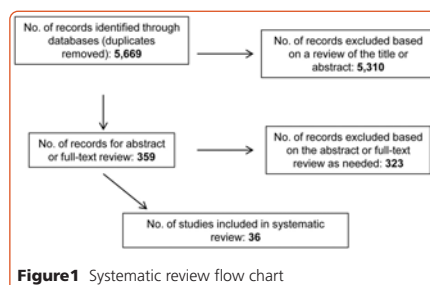 No. of records identified through
databases (duplicates
removed): 5,669
No. of records excluded based
on a review of the title or
abstract: 5,310
No. of records for abstract
or full-text review: 359
No. of records excluded based
on the abstract or full-text
review as needed: 323
No. of studies included in systematic
review: 36
Figure1 Systematic review flow chart